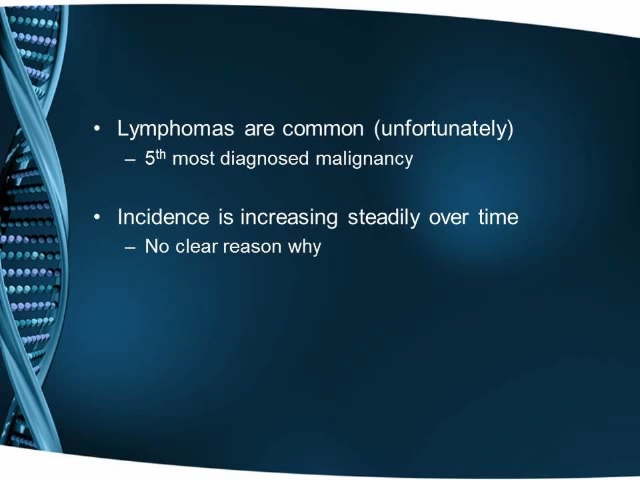 • Lymphomas are common (unfortunately)
– 5th most diagnosed malignancy
• Incidence is increasing steadily over time
– No clear reason why